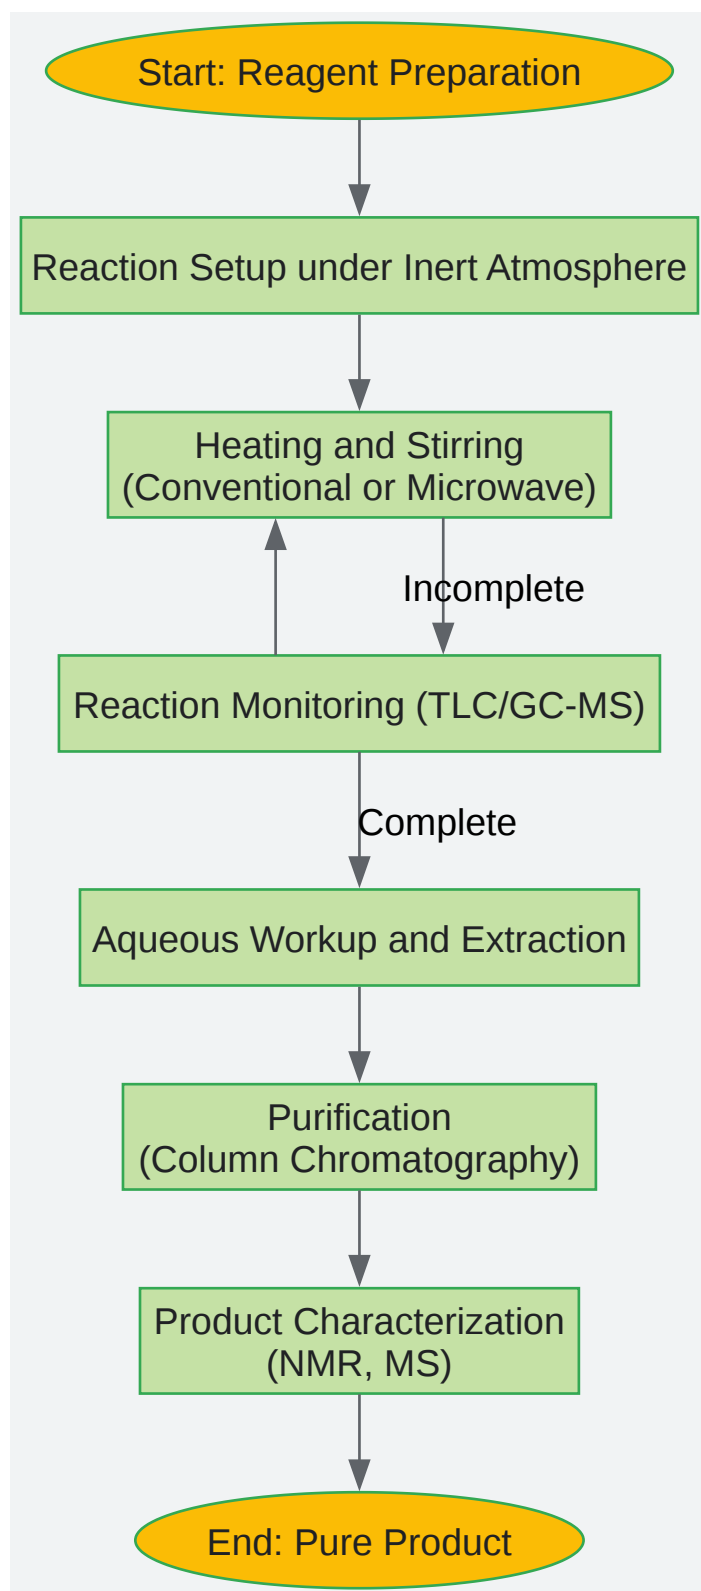 Start: Reagent Preparation
Reaction Setup under Inert Atmosphere
Heating and Stirring
(Conventional or Microwave)
Incomplete
Reaction Monitoring (TLC/GC-MS)
Complete
Aqueous Workup and Extraction
Purification
(Column Chromatography)
Product Characterization
(NMR, MS)
End: Pure Product